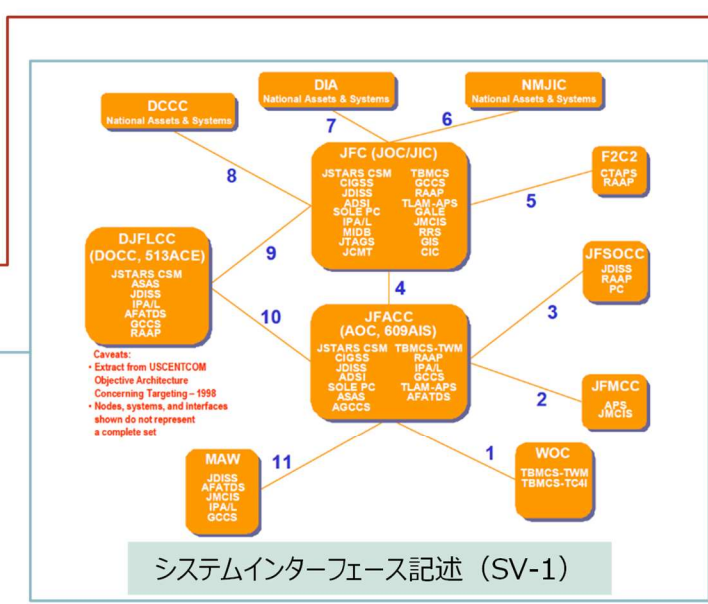 DIA
National Assets & Systems
NMJIC
National Assets & Systems
DCCC
National Assets & Systems
7
6
8
JFC (JOC/JIC)
JSTARS CSM
CIGSS
JDISS
ADSI
SOLE PC
IPA/L
MIDB
JTAGS
JCMT
TBMCS
GCCS
RAAP
TLAM-APS
GALE
JMCIS
RRS
GIS
CIC
F2C2
CTAPS
RAAP
5
DJFLCC
(DOCC, 513ACE)
JSTARS CSM
ASAS
JDISS
IPA/L
AFATDS
GCCS
RAAP
9
10
4
JFSOCC
JDISS
RAAP
PC
3
JFACC
(AOC, 609AIS)
JSTARS CSM
CIGSS
JDISS
ADSI
SOLE PC
ASAS
AGCCS
TBMCS-TWM
RAAP
IPA/L
GCCS
TLAM-APS
AFATDS
Caveats:
• Extract from USCENTCOM
Objective Architecture
Concerning Targeting – 1998
• Nodes, systems, and interfaces
shown do not represent
a complete set
2
JFMCC
APS
JMCIS
MAW
JDISS
AFATDS
JMCIS
IPA/L
GCCS
11
1
WOC
TBMCS-TWM
TBMCS-TC4I
システムインターフェース記述（SV-1）